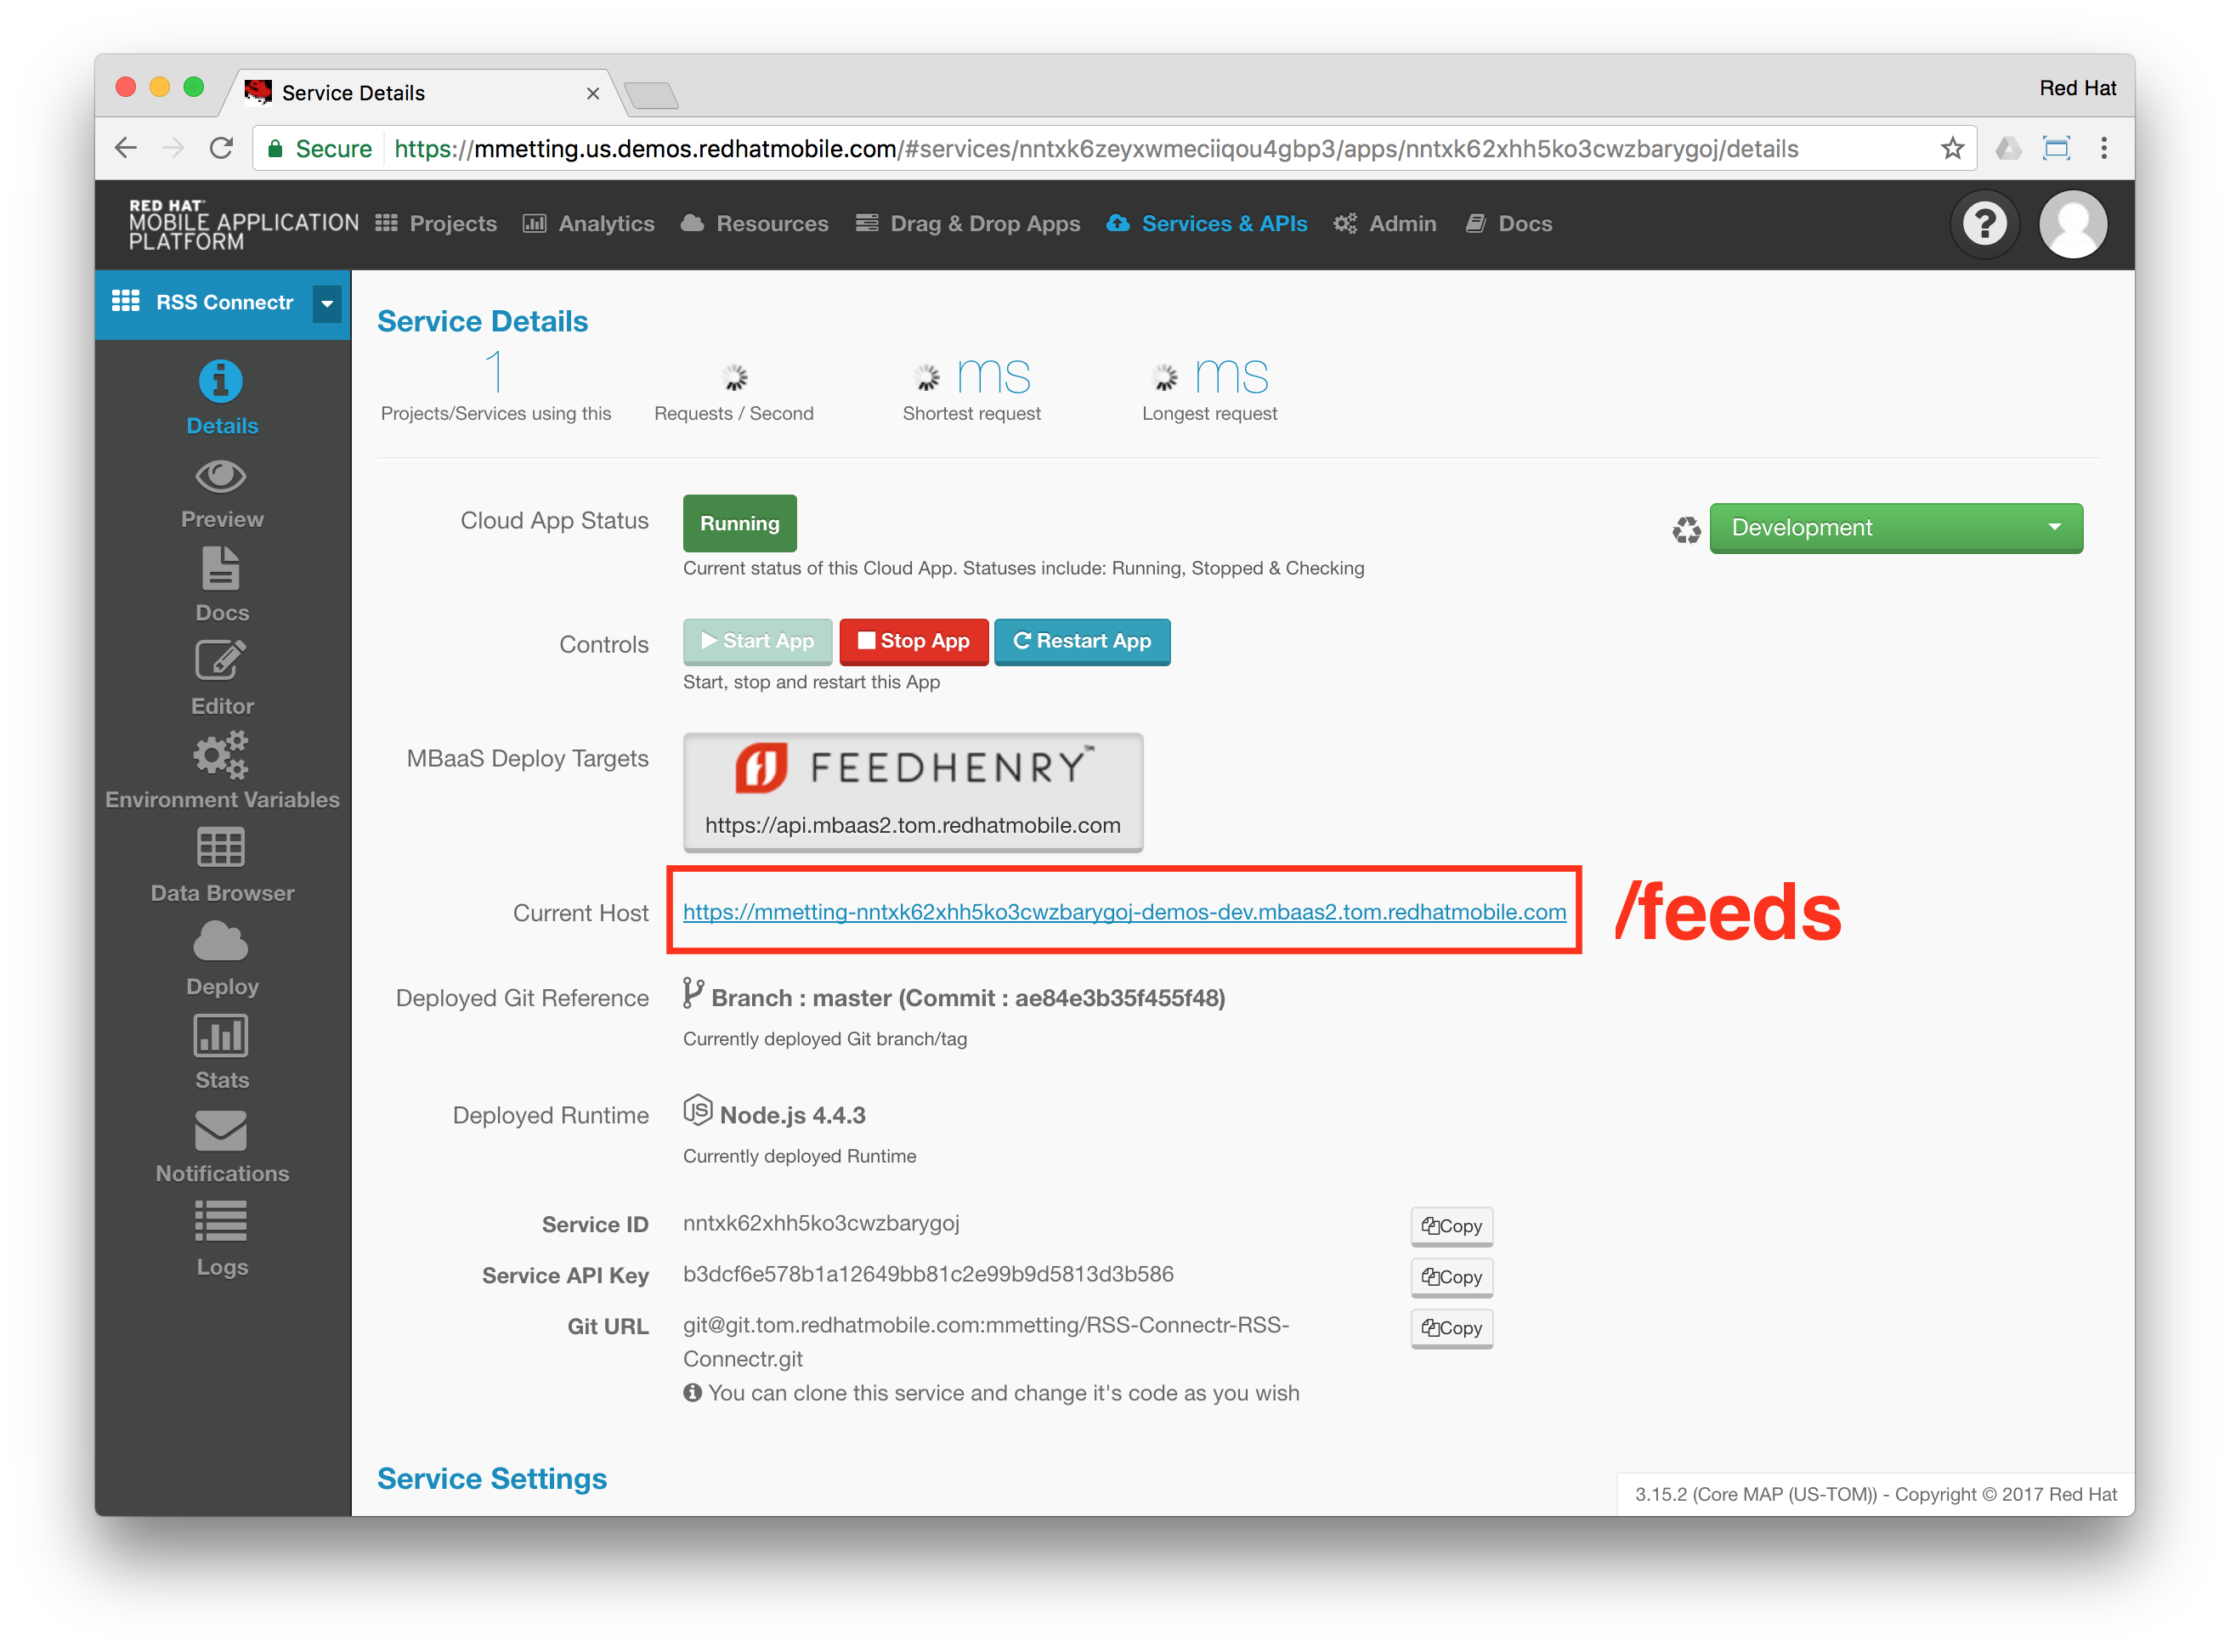 Service Details
Red Hat
Secure https://mmetting.us.demos.redhatmobile.com/#services/nntxk6zeyxwmeciiqou4gbp3/apps/nntxk62xhh5ko3cwzbarygoj/details
RED HAT
MOBILE APPLICATION
PLATFORM
Projects Analytics Resources Drag & Drop Apps Services & APIs Admin Docs
?
RSS Connectr
Details
Preview
Docs
Editor
Environment Variables
Data Browser
Deploy
Stats
Notifications
Logs
Service Details
1 ms ms
Projects/Services using this Requests / Second Shortest request Longest request
Cloud App Status Running Development
Current status of this Cloud App. Statuses include: Running, Stopped & Checking
Controls Start App Stop App Restart App
Start, stop and restart this App
MBaaS Deploy Targets FEEDHENRY™
https://api.mbaas2.tom.redhatmobile.com
Current Host https://mmetting-nntxk62xhh5ko3cwzbarygoj-demos-dev.mbaas2.tom.redhatmobile.com /feeds
Deployed Git Reference Branch : master (Commit : ae84e3b35f455f48)
Currently deployed Git branch/tag
Deployed Runtime JS Node.js 4.4.3
Currently deployed Runtime
Service ID nntxk62xhh5ko3cwzbarygoj Copy
Service API Key b3dcf6e578b1a12649bb81c2e99b9d5813d3b586 Copy
Git URL git@git.tom.redhatmobile.com:mmetting/RSS-Connectr-RSS- Copy
Connectr.git
You can clone this service and change it's code as you wish
Service Settings
3.15.2 (Core MAP (US-TOM)) - Copyright © 2017 Red Hat